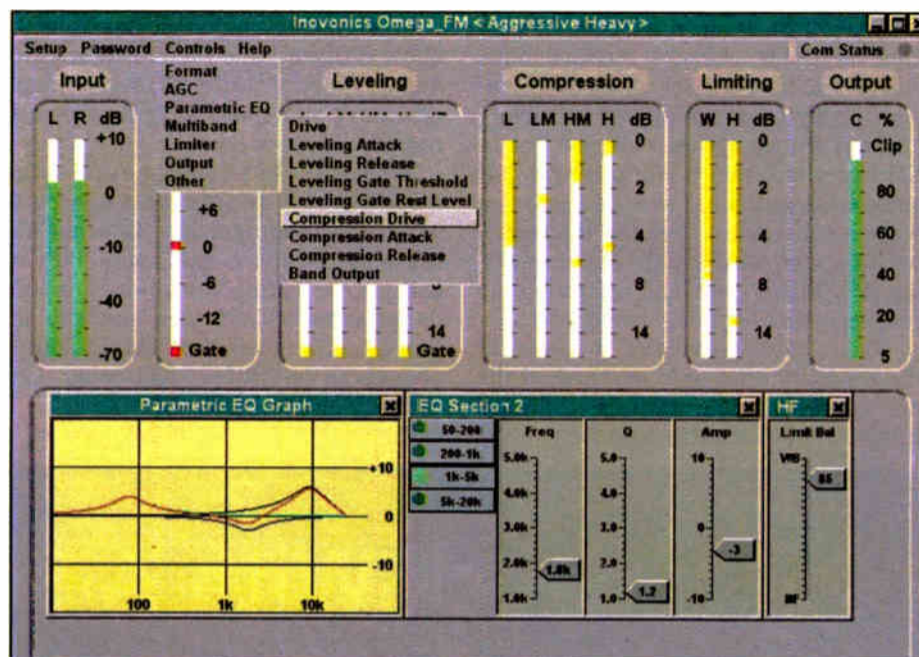 Inovonics Omega_FM < Aggressive Heavy >
Setup Password Controls Help
Com Status
Input
Leveling
Compression
Limiting
Output
Format
AGC
Parametric EQ
Multiband
Limiter
Output
Other
Drive
Leveling Attack
Leveling Release
Leveling Gate Threshold
Leveling Gate Rest Level
Compression Drive
Compression Attack
Compression Release
Band Output
L R dB
+10
0
-10
-40
-70
+6
0
-6
-12
Gate
14
Gate
L LM HM H dB
0
2
4
8
14
W H dB
0
2
4
8
14
C %
Clip
80
60
40
20
5
Parametric EQ Graph
+10
0
-10
100 1k 10k
EQ Section 2
50-200
200-1k
1k-5k
5k-20k
Freq
5.0k
4.0k
3.0k
2.0k
1.0k
1.8k
Q
5.0
4.0
3.0
2.0
1.0
1.2
Amp
10
0
-10
-3
HF
Limit Bal
85